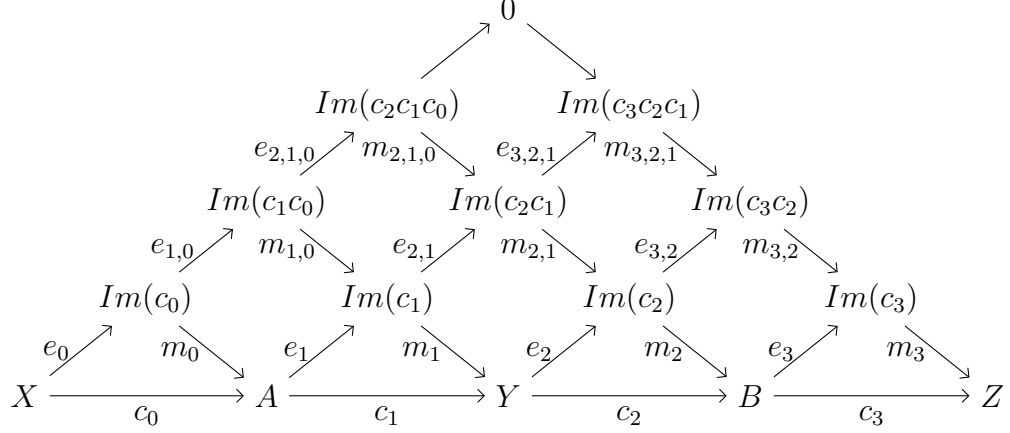 0
Im(c₂c₁c₀) Im(c₃c₂c₁)
e₂,₁,₀ m₂,₁,₀ e₃,₂,₁ m₃,₂,₁
Im(c₁c₀) Im(c₂c₁) Im(c₃c₂)
e₁,₀ m₁,₀ e₂,₁ m₂,₁ e₃,₂ m₃,₂
Im(c₀) Im(c₁) Im(c₂) Im(c₃)
e₀ m₀ e₁ m₁ e₂ m₂ e₃ m₃
X A Y B Z
c₀ c₁ c₂ c₃